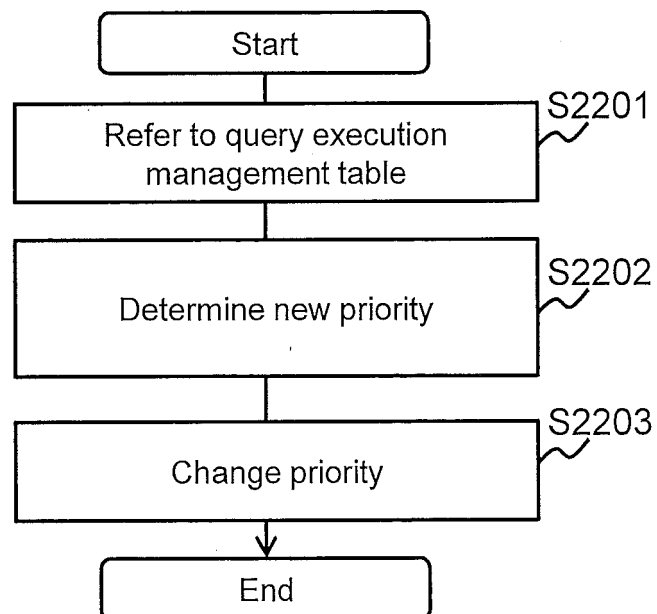 Start
S2201
Refer to query execution
management table
S2202
Determine new priority
S2203
Change priority
End